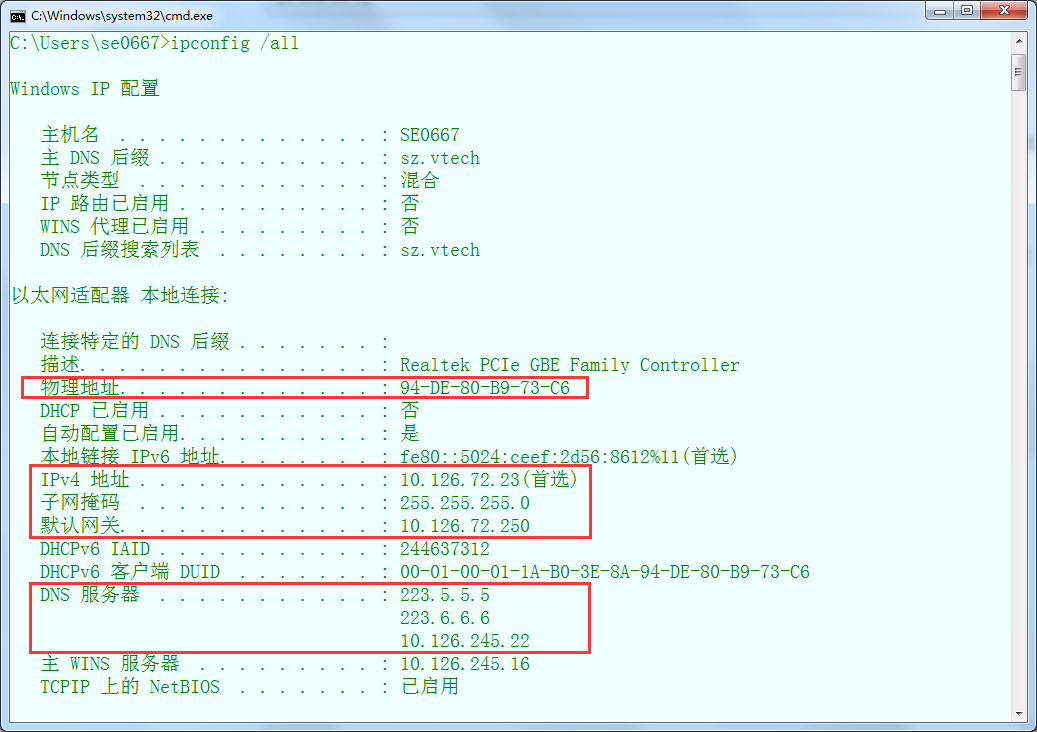 C:\Windows\system32\cmd.exe
C:\Users\se0667>ipconfig /all
Windows IP 配置
主机名 . . . . . . . . . . . . . : SE0667
主 DNS 后缀 . . . . . . . . . . . : sz.vtech
节点类型 . . . . . . . . . . . . : 混合
IP 路由已启用 . . . . . . . . . . : 否
WINS 代理已启用 . . . . . . . . . : 否
DNS 后缀搜索列表 . . . . . . . . : sz.vtech
以太网适配器 本地连接:
连接特定的 DNS 后缀 . . . . . . . :
描述. . . . . . . . . . . . . . . : Realtek PCIe GBE Family Controller
物理地址. . . . . . . . . . . . . : 94-DE-80-B9-73-C6
DHCP 已启用 . . . . . . . . . . . : 否
自动配置已启用. . . . . . . . . . : 是
本地链接 IPv6 地址. . . . . . . . : fe80::5024:ceef:2d56:8612%11(首选)
IPv4 地址 . . . . . . . . . . . . : 10.126.72.23(首选)
子网掩码 . . . . . . . . . . . . : 255.255.255.0
默认网关. . . . . . . . . . . . . : 10.126.72.250
DHCPv6 IAID . . . . . . . . . . . : 244637312
DHCPv6 客户端 DUID . . . . . . . : 00-01-00-01-1A-B0-3E-8A-94-DE-80-B9-73-C6
DNS 服务器 . . . . . . . . . . . : 223.5.5.5
223.6.6.6
10.126.245.22
主 WINS 服务器 . . . . . . . . . : 10.126.245.16
TCPIP 上的 NetBIOS . . . . . . . : 已启用